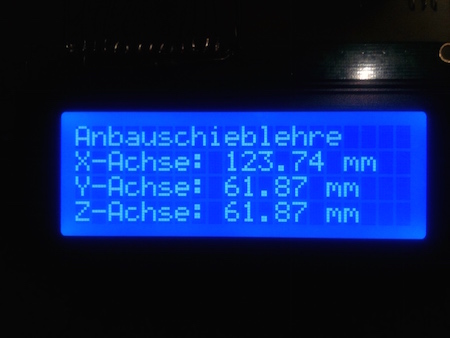 Anbauschieblehre
X-Achse: 123.74 mm
Y-Achse: 61.87 mm
Z-Achse: 61.87 mm